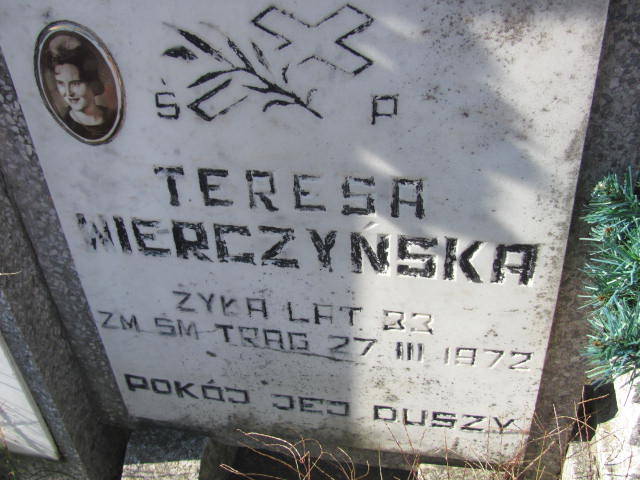 Ś P
TERESA
WIERCZYŃSKA
ŻYŁA LAT 33
ZM ŚM TRAG 27 III 1972
POKÓJ JEJ DUSZY